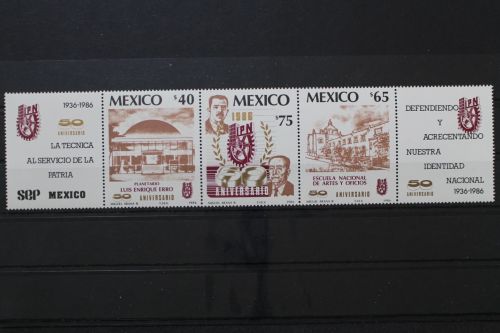 IPN
1936-1986
50
ANIVERSARIO
LA TECNICA
AL SERVICIO DE LA
PATRIA
SEP MEXICO
MEXICO $40
PLANETARIO
LUIS ENRIQUE ERRO
50 ANIVERSARIO
1986
MEXICO
$75
50
ANIVERSARIO
MEXICO $65
ESCUELA NACIONAL
DE ARTES Y OFICIOS
50 ANIVERSARIO
DEFENDIENDO
Y
ACRECENTANDO
NUESTRA
IDENTIDAD
50 NACIONAL
1936-1986